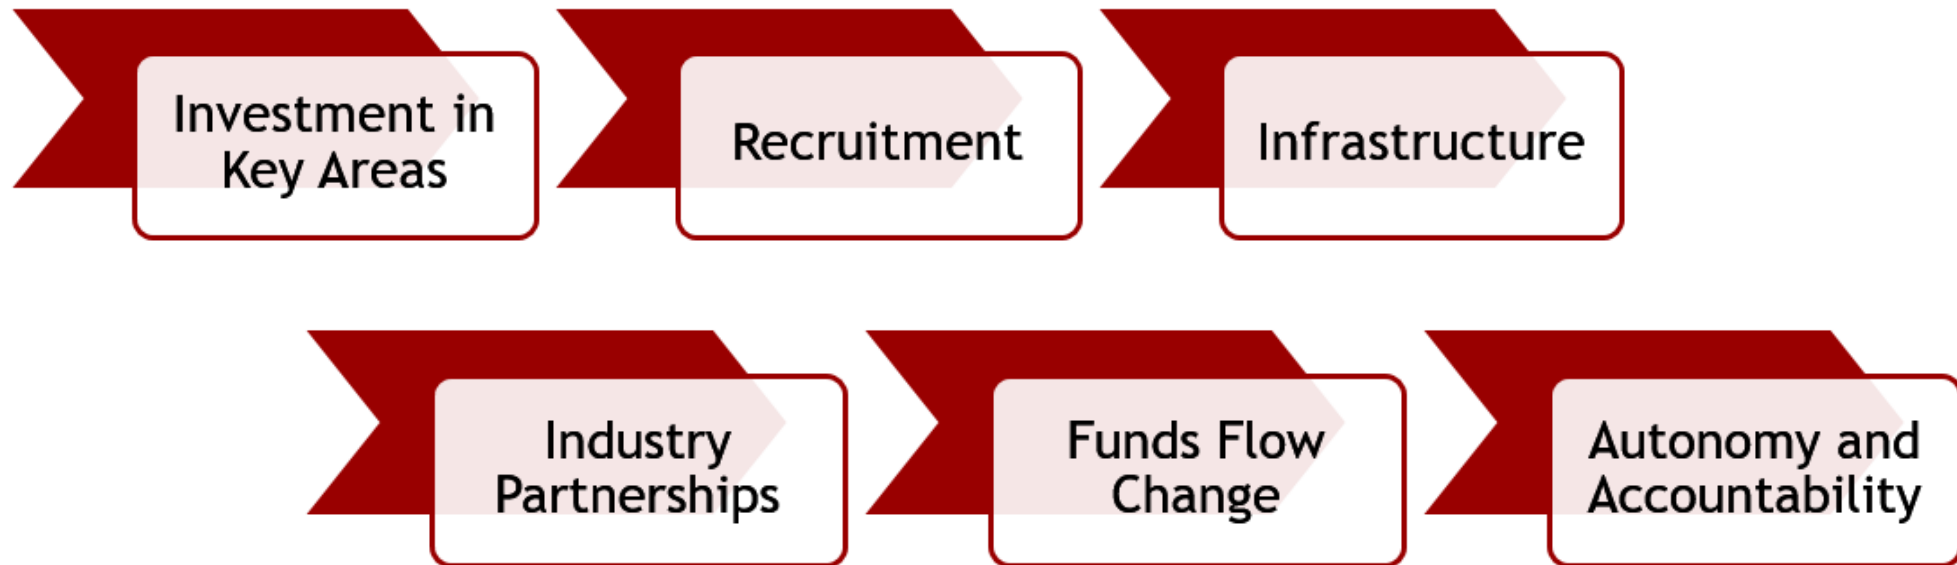 Investment in
Key Areas
Recruitment
Infrastructure
Industry
Partnerships
Funds Flow
Change
Autonomy and
Accountability